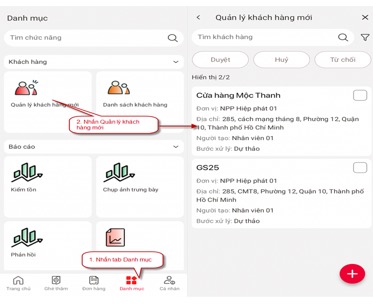 Danh mục
Tìm chức năng
Khách hàng
Quản lý khách hàng mới
Danh sách khách hàng
2. Nhấn Quản lý khách
hàng mới
Báo cáo
Kiểm tồn
Chụp ảnh trưng bày
Phản hồi
1. Nhấn tab Danh mục
Trang chủ
Ghé thăm
Đơn hàng
Danh mục
Cá nhân
Quản lý khách hàng mới
Tìm khách hàng
Duyệt
Huỷ
Từ chối
Hiển thị 2/2
Cửa hàng Mộc Thanh
Đơn vị: NPP Hiệp phát 01
Địa chỉ: 285, cách mạng tháng 8, Phường 12, Quận
10, Thành phố Hồ Chí Minh
Người tạo: Nhân viên 01
Bước xử lý: Dự thảo
GS25
Đơn vị: NPP Hiệp phát 01
Địa chỉ: 285, CMT8, Phường 12, Quận 10, Thành phố
Hồ Chí Minh
Người tạo: Nhân viên 01
Bước xử lý: Dự thảo